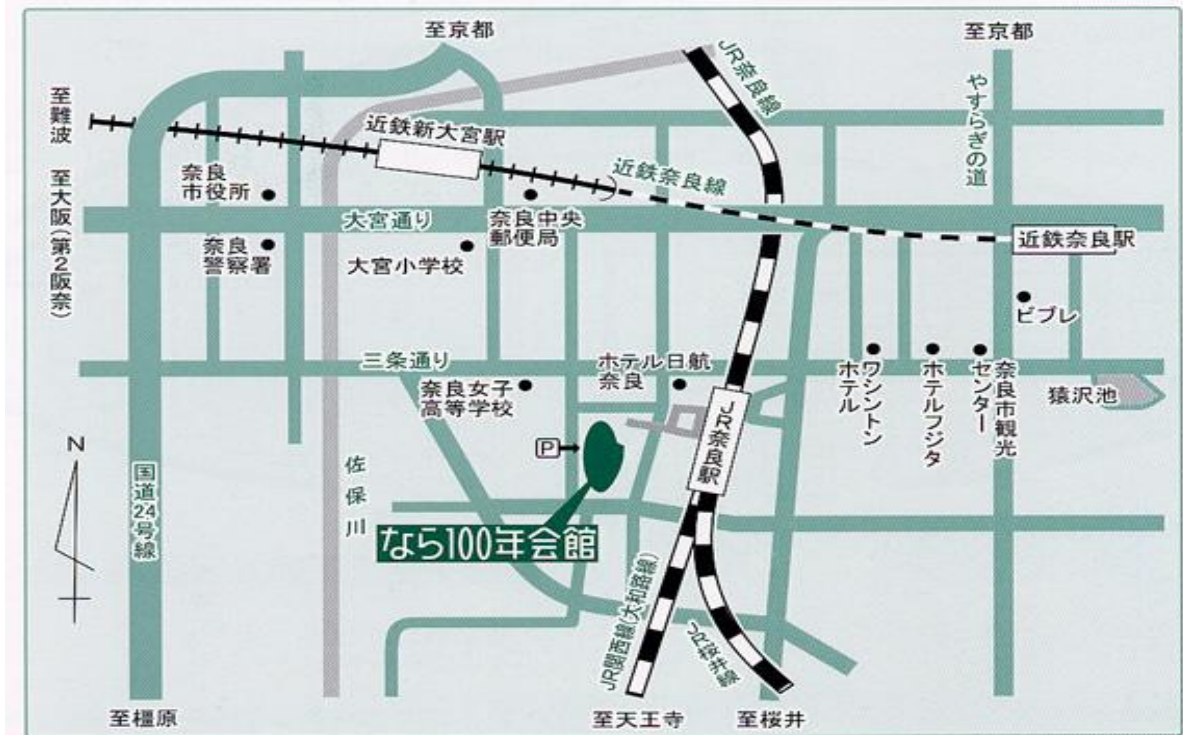 至京都
至京都
JR奈良線
やすらぎの道
至難波
至大阪(第2阪奈)
近鉄新大宮駅
近鉄奈良線
奈良
市役所
大宮通り
奈良中央
郵便局
近鉄奈良駅
奈良
警察署
大宮小学校
ビブレ
三条通り
ホテル日航
奈良
奈良女子
高等学校
ワシントン
ホテル
ホテルフジタ
奈良市観光
センター
猿沢池
JR奈良駅
P
N
国道24号線
佐保川
なら100年会館
JR関西線(大和路線)
JR桜井線
至橿原
至天王寺
至桜井